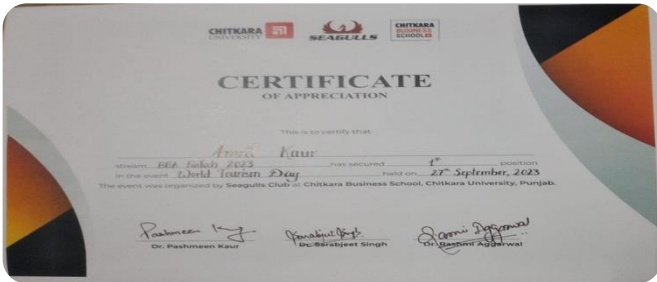 CHITKARA
UNIVERSITY
SEAGULLS
CHITKARA
BUSINESS
SCHOOL
CERTIFICATE
OF APPRECIATION
This is to certify that
Kaur
stream BBA 2023 has secured 1st position
in the event World Tourism Day held on 27th September, 2023
The event was organized by Seagulls Club at Chitkara Business School, Chitkara University, Punjab.
Dr. Pashmeen Kaur
Dr. Sarabjeet Singh
Dr. Rashmi Aggarwal